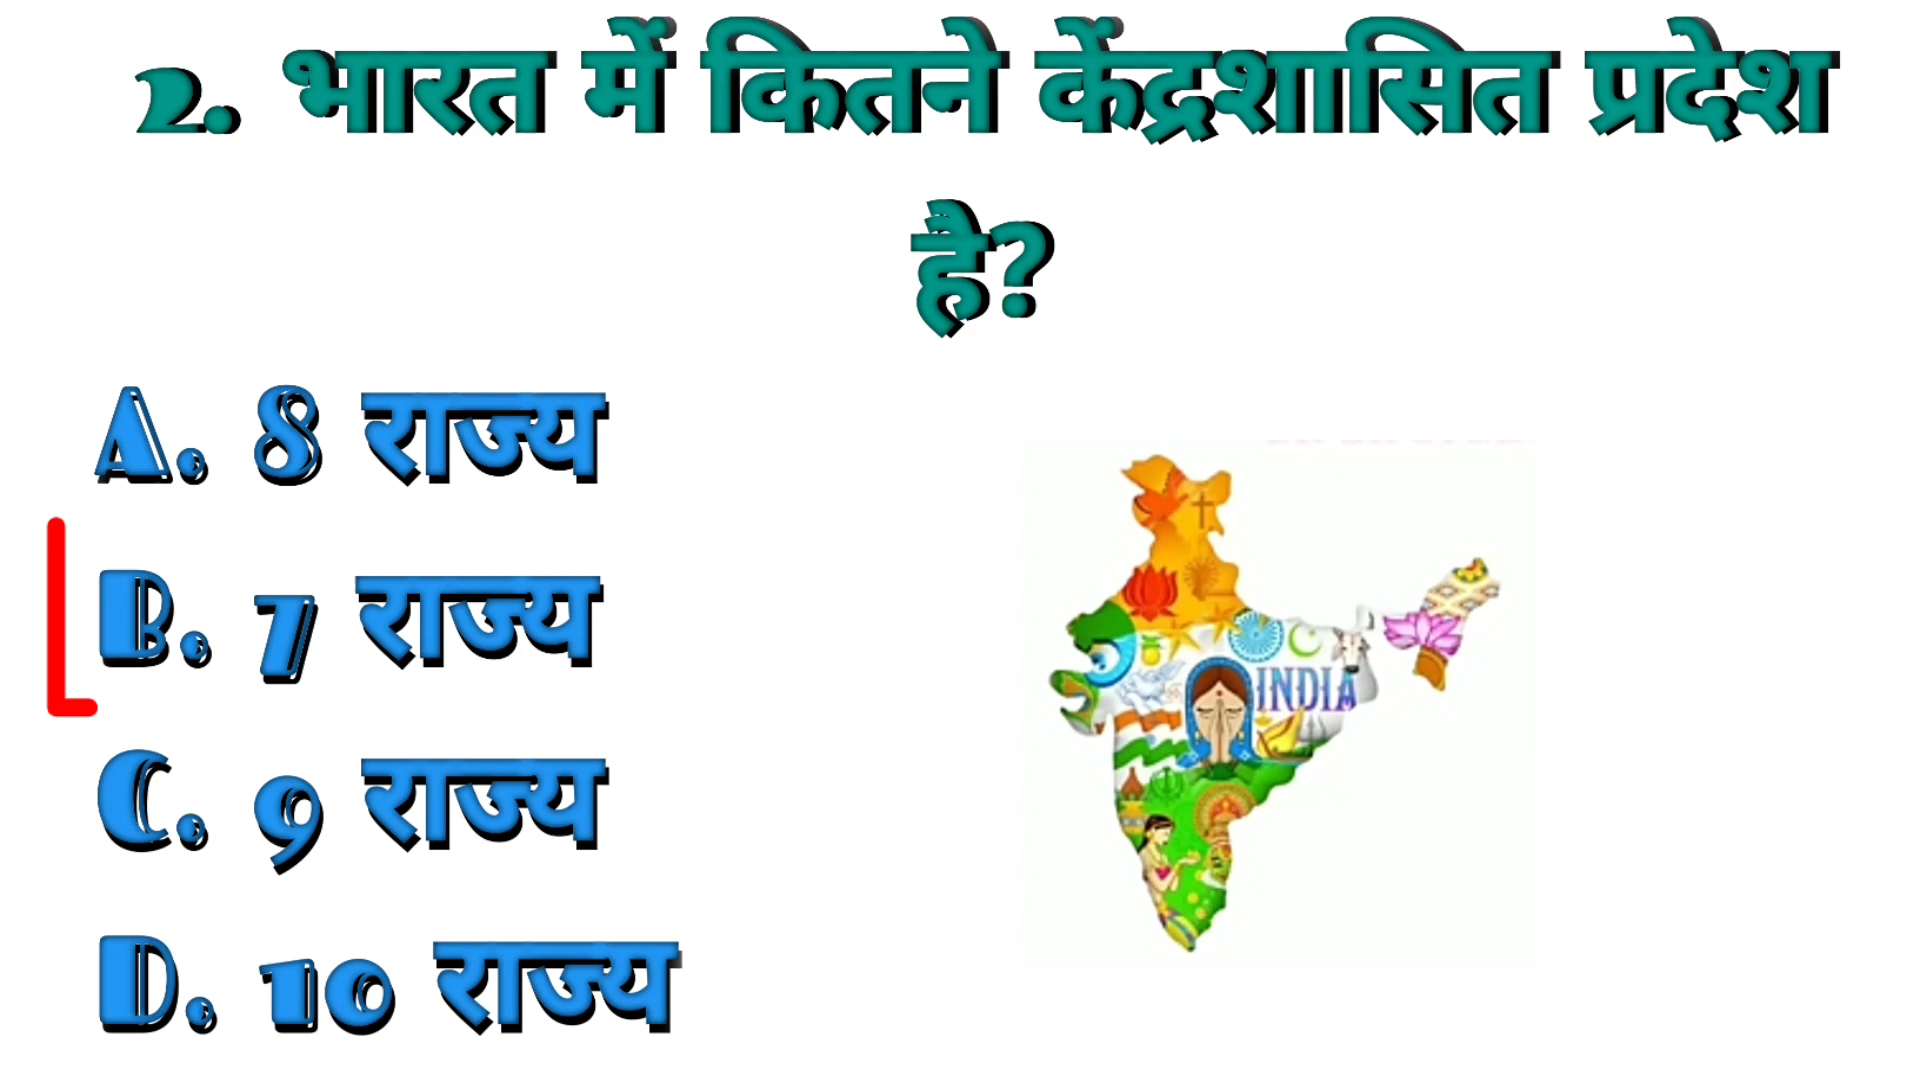 2. भारत में कितने केंद्रशासित प्रदेश
है?
A. 8 राज्य
B. 7 राज्य
C. 9 राज्य
D. 10 राज्य
INDIA